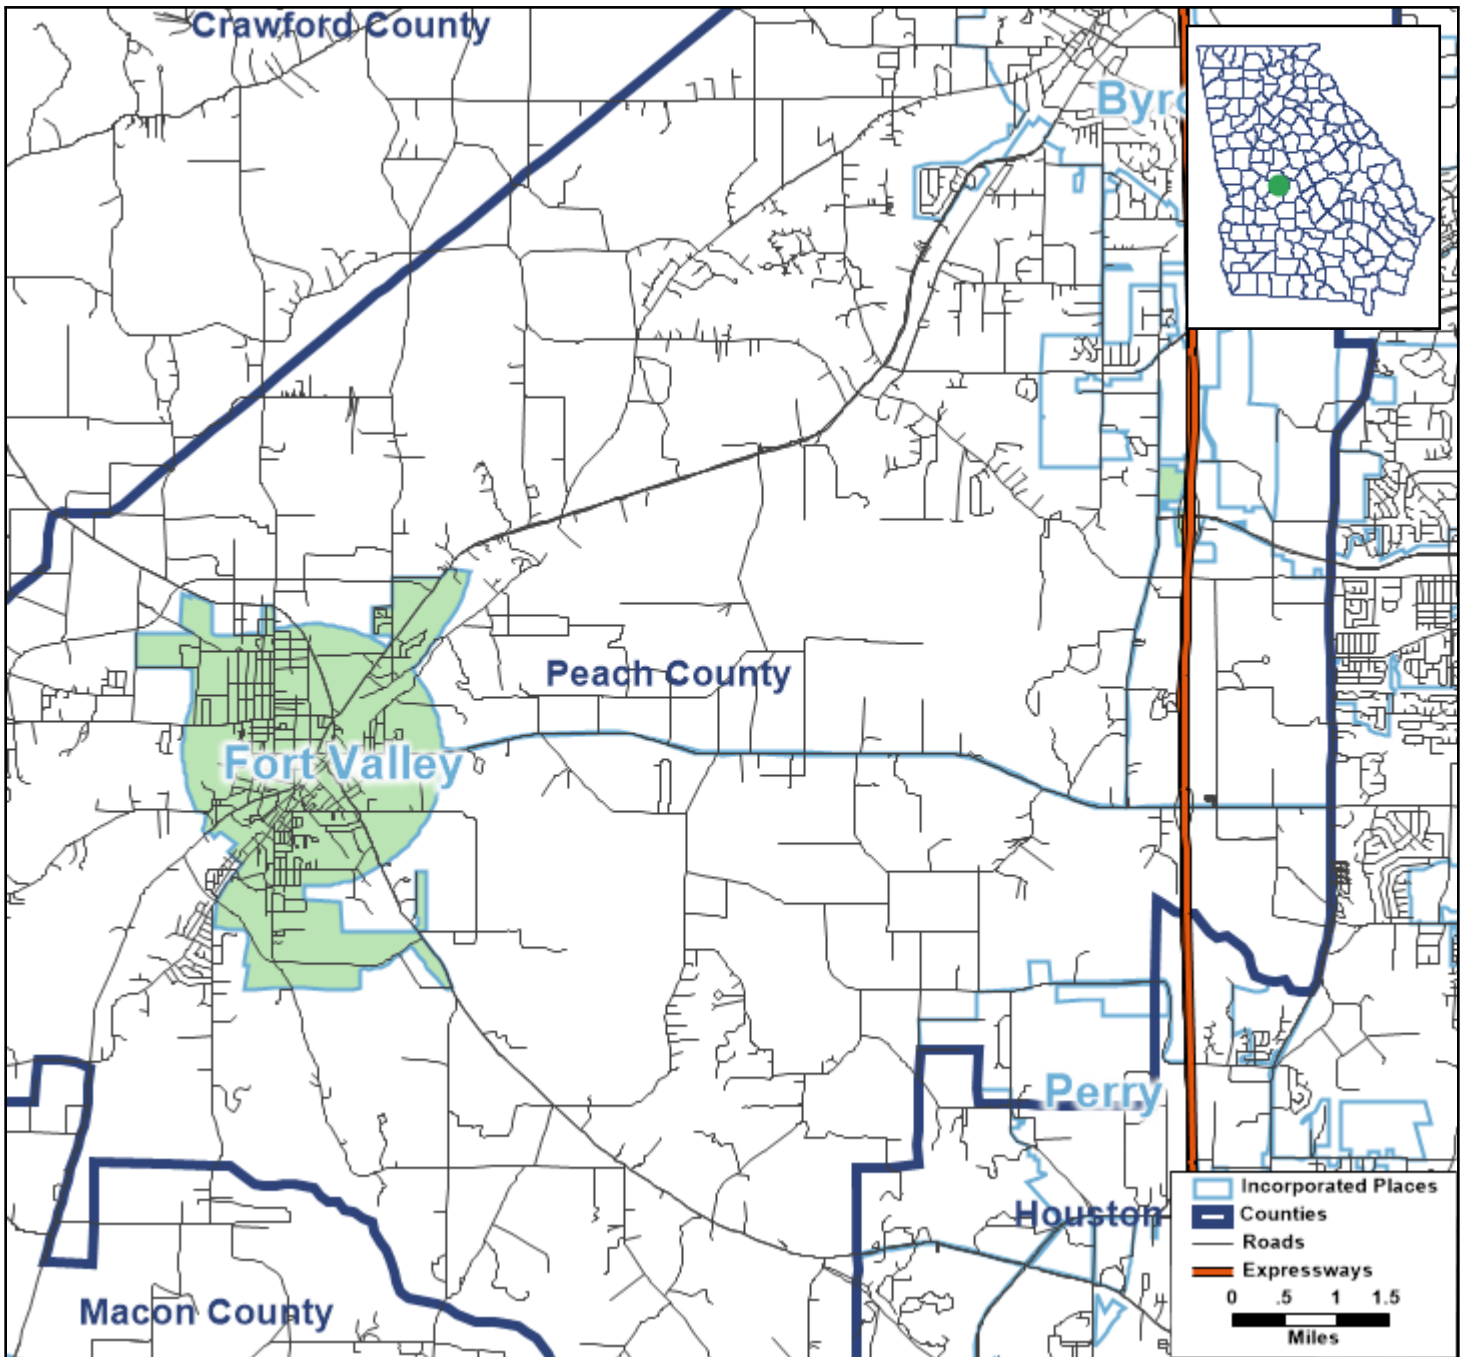 Crawford County
Byro
Peach County
Fort Valley
Perry
Houston
Macon County
Incorporated Places
Counties
Roads
Expressways
0 .5 1 1.5
Miles